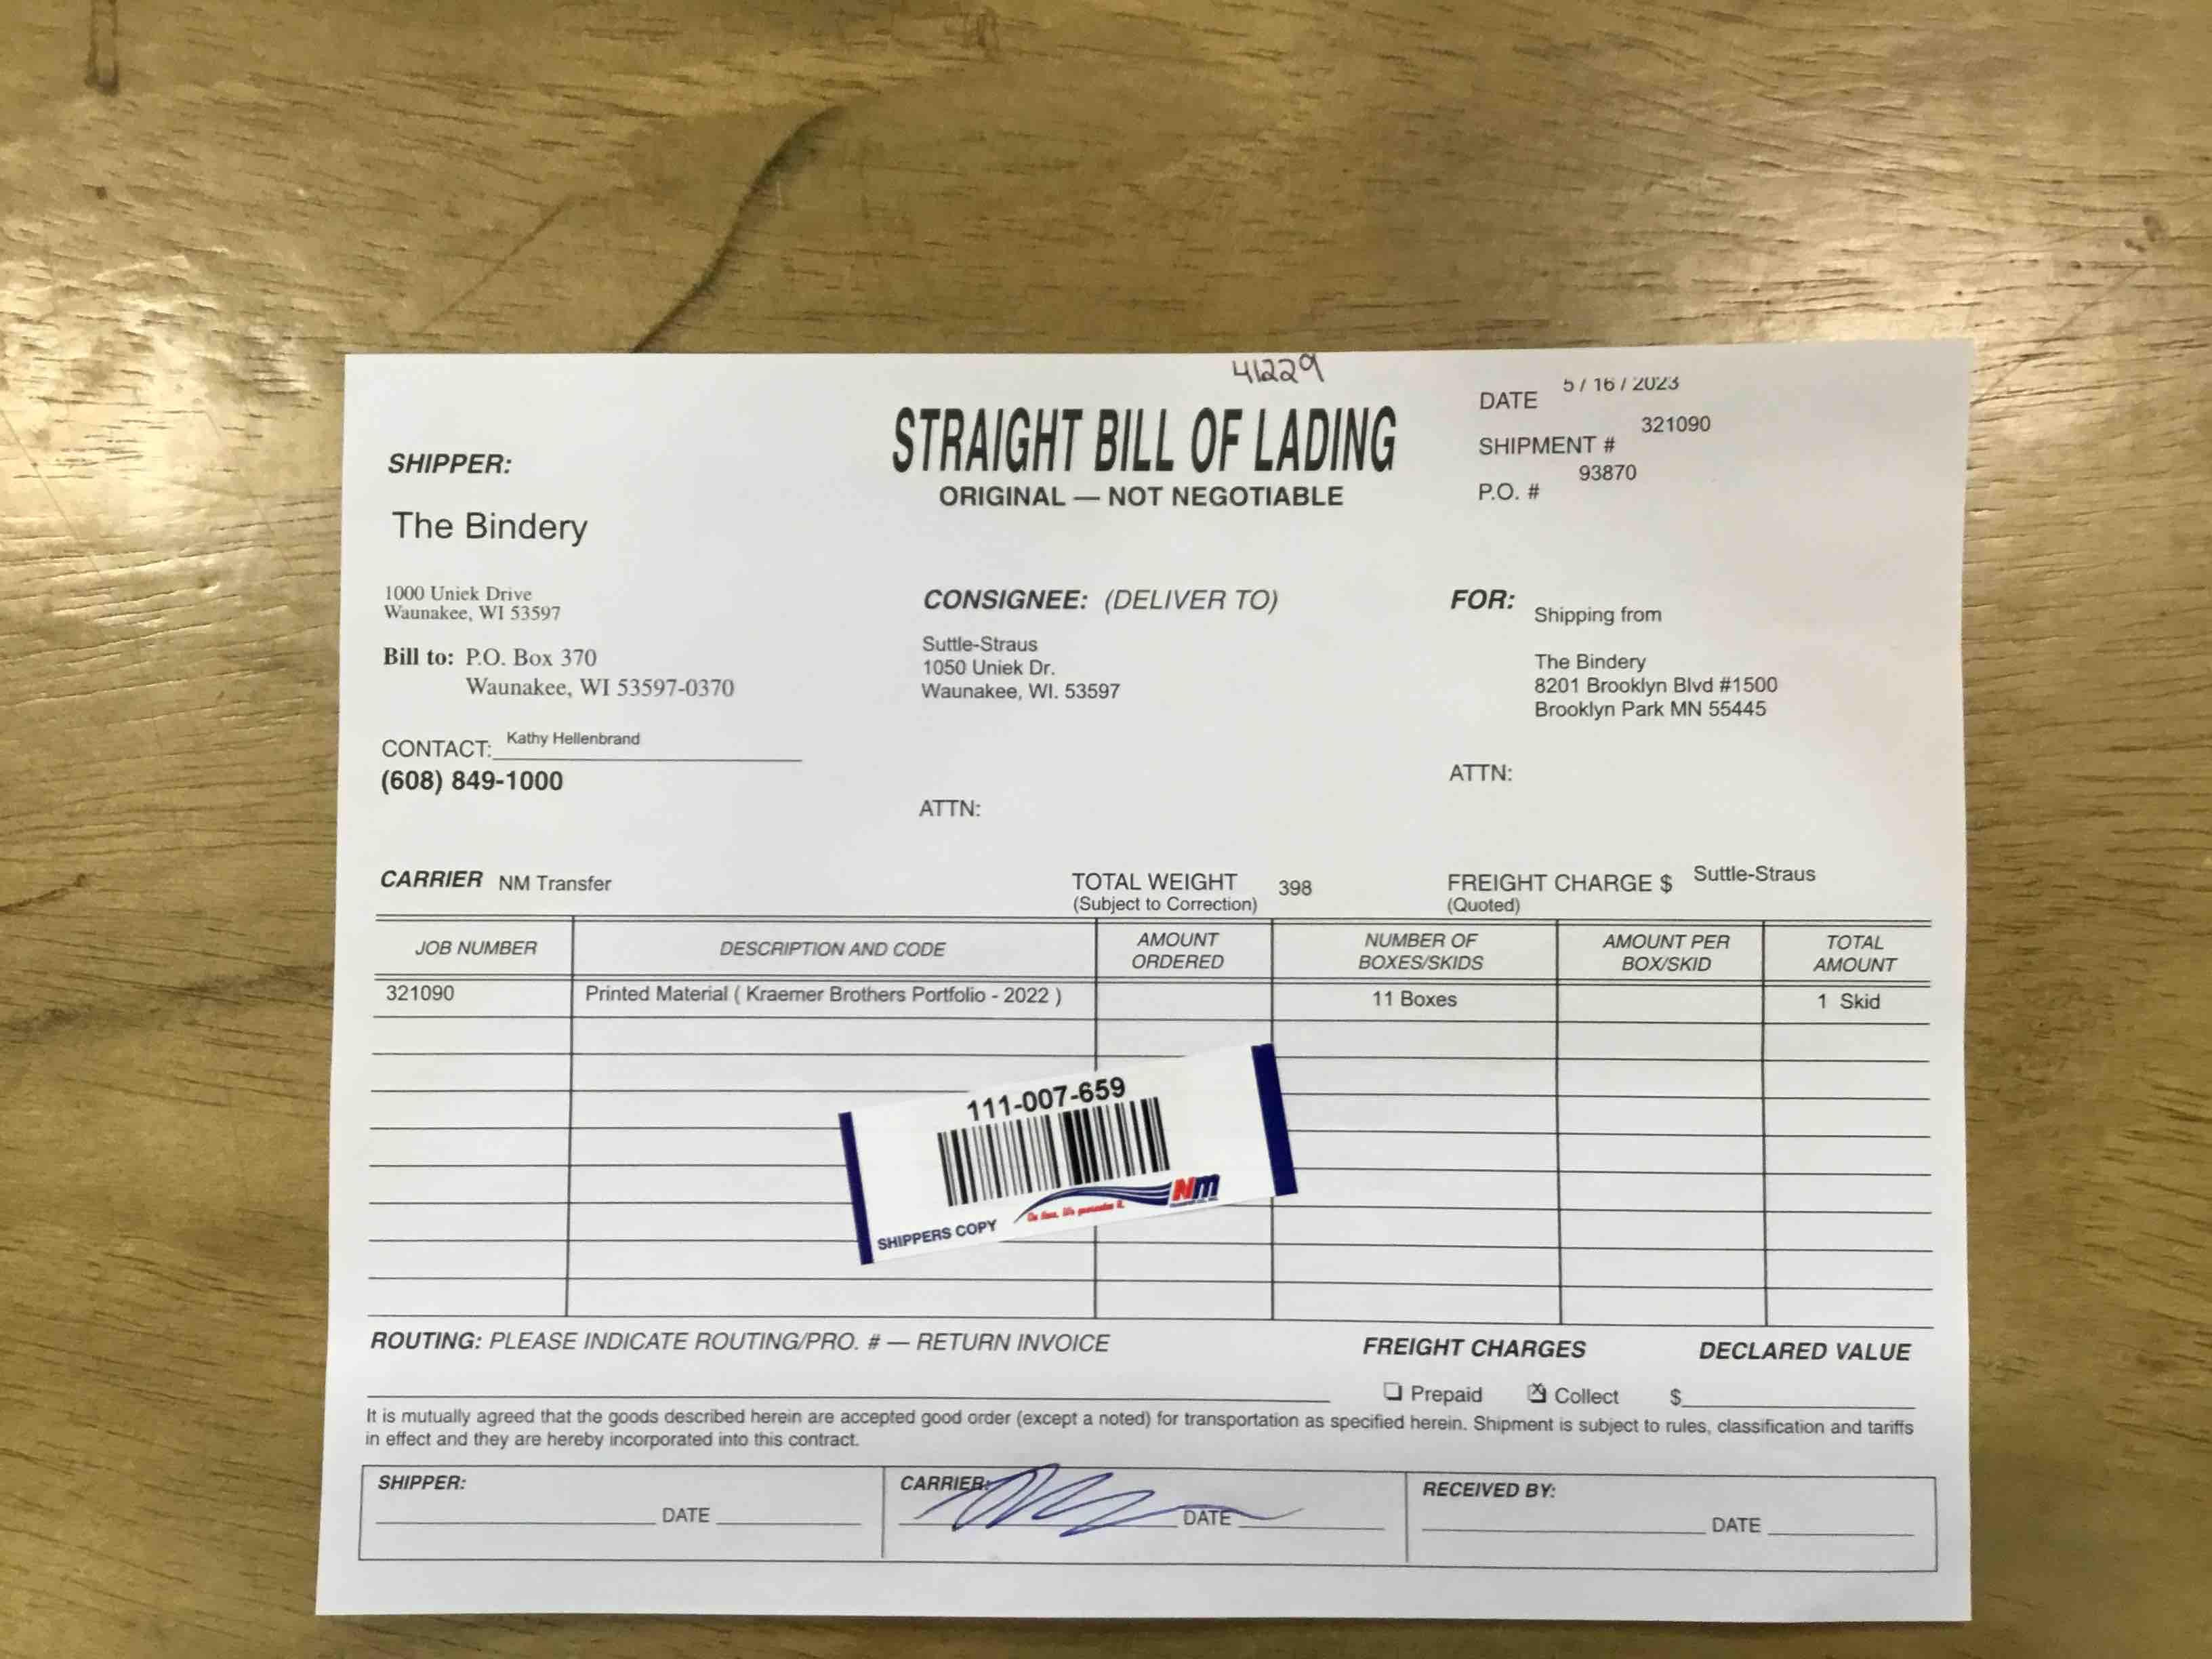 41229
STRAIGHT BILL OF LADING
ORIGINAL — NOT NEGOTIABLE
DATE 5 / 16 / 2023
SHIPMENT # 321090
P.O. # 93870
SHIPPER:
The Bindery
1000 Uniek Drive
Waunakee, WI 53597
Bill to: P.O. Box 370
Waunakee, WI 53597-0370
CONTACT: Kathy Hellenbrand
(608) 849-1000
CONSIGNEE: (DELIVER TO)
Suttle-Straus
1050 Uniek Dr.
Waunakee, WI. 53597
ATTN:
FOR: Shipping from
The Bindery
8201 Brooklyn Blvd #1500
Brooklyn Park MN 55445
ATTN:
CARRIER NM Transfer
TOTAL WEIGHT 398
(Subject to Correction)
FREIGHT CHARGE $ Suttle-Straus
(Quoted)
JOB NUMBER
DESCRIPTION AND CODE
AMOUNT
ORDERED
NUMBER OF
BOXES/SKIDS
AMOUNT PER
BOX/SKID
TOTAL
AMOUNT
321090 Printed Material ( Kraemer Brothers Portfolio - 2022 ) 11 Boxes 1 Skid
111-007-659
Nm
On time, We guarantee it.
SHIPPERS COPY
ROUTING: PLEASE INDICATE ROUTING/PRO. # — RETURN INVOICE
FREIGHT CHARGES
DECLARED VALUE
Prepaid
Collect
$
It is mutually agreed that the goods described herein are accepted good order (except a noted) for transportation as specified herein. Shipment is subject to rules, classification and tariffs
in effect and they are hereby incorporated into this contract.
SHIPPER:
DATE
CARRIER:
DATE
RECEIVED BY:
DATE